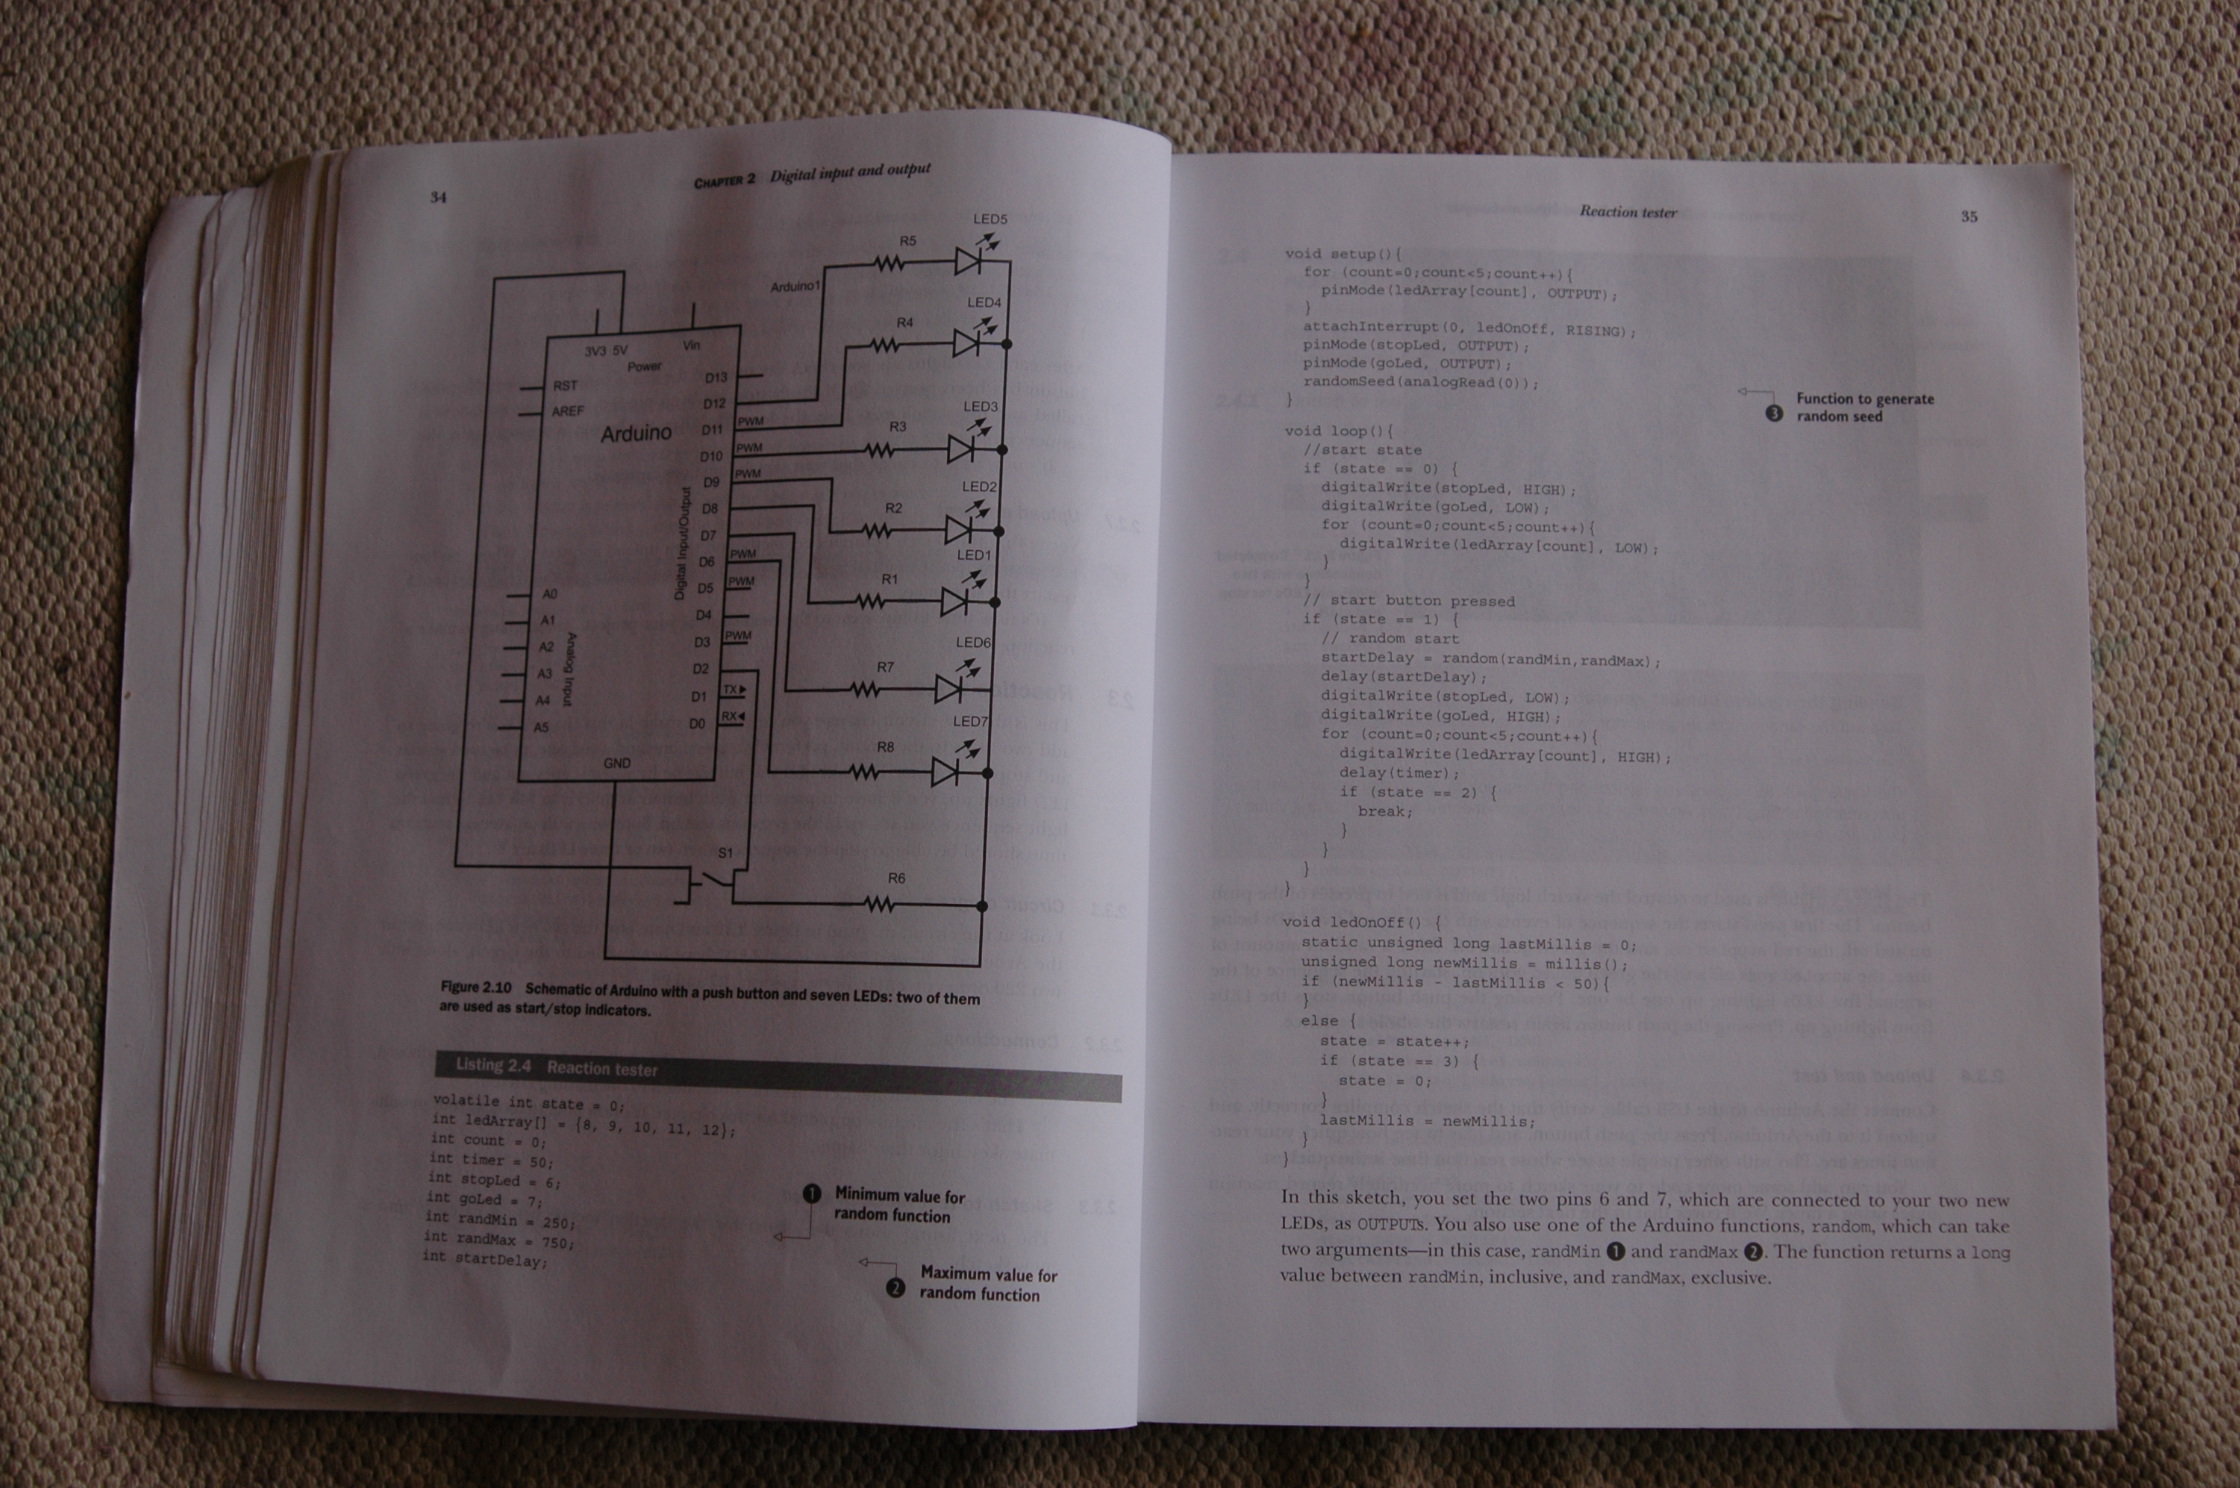 34
CHAPTER 2 Digital input and output
LED5
R5
Arduino1
LED4
R4
3V3 5V
Vin
Power
RST
AREF
Arduino
D13
D12
D11
PWM
D10
PWM
D9
PWM
D8
D7
D6
PWM
D5
PWM
D4
D3
PWM
D2
D1
TX
D0
RX
Digital Input/Output
LED3
R3
LED2
R2
LED1
R1
LED6
R7
LED7
R8
A0
A1
A2
A3
A4
A5
Analog Input
GND
S1
R6
Figure 2.10 Schematic of Arduino with a push button and seven LEDs: two of them
are used as start/stop indicators.
Listing 2.4 Reaction tester
volatile int state = 0;
int ledArray[] = {8, 9, 10, 11, 12};
int count = 0;
int timer = 50;
int stopLed = 6;
int goLed = 7;
int randMin = 250;
int randMax = 750;
int startDelay;
1 Minimum value for
random function
2 Maximum value for
random function
Reaction tester
35
void setup(){
for (count=0;count<5;count++){
pinMode(ledArray[count], OUTPUT);
}
attachInterrupt(0, ledOnOff, RISING);
pinMode(stopLed, OUTPUT);
pinMode(goLed, OUTPUT);
randomSeed(analogRead(0));
}
3 Function to generate
random seed
void loop(){
//start state
if (state == 0) {
digitalWrite(stopLed, HIGH);
digitalWrite(goLed, LOW);
for (count=0;count<5;count++){
digitalWrite(ledArray[count], LOW);
}
}
// start button pressed
if (state == 1) {
// random start
startDelay = random(randMin,randMax);
delay(startDelay);
digitalWrite(stopLed, LOW);
digitalWrite(goLed, HIGH);
for (count=0;count<5;count++){
digitalWrite(ledArray[count], HIGH);
delay(timer);
if (state == 2) {
break;
}
}
}
}
void ledOnOff() {
static unsigned long lastMillis = 0;
unsigned long newMillis = millis();
if (newMillis - lastMillis < 50){
}
else {
state = state++;
if (state == 3) {
state = 0;
}
lastMillis = newMillis;
}
}
In this sketch, you set the two pins 6 and 7, which are connected to your two new
LEDs, as OUTPUTs. You also use one of the Arduino functions, random, which can take
two arguments—in this case, randMin 1 and randMax 2. The function returns a long
value between randMin, inclusive, and randMax, exclusive.